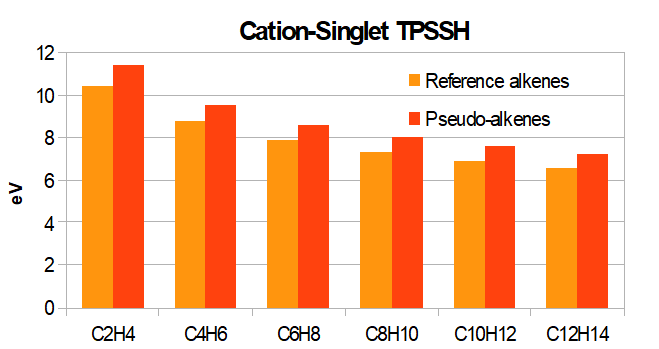 Cation-Singlet TPSSH
12
10
8
6
4
2
0
eV
Reference alkenes
Pseudo-alkenes
C2H4 C4H6 C6H8 C8H10 C10H12 C12H14